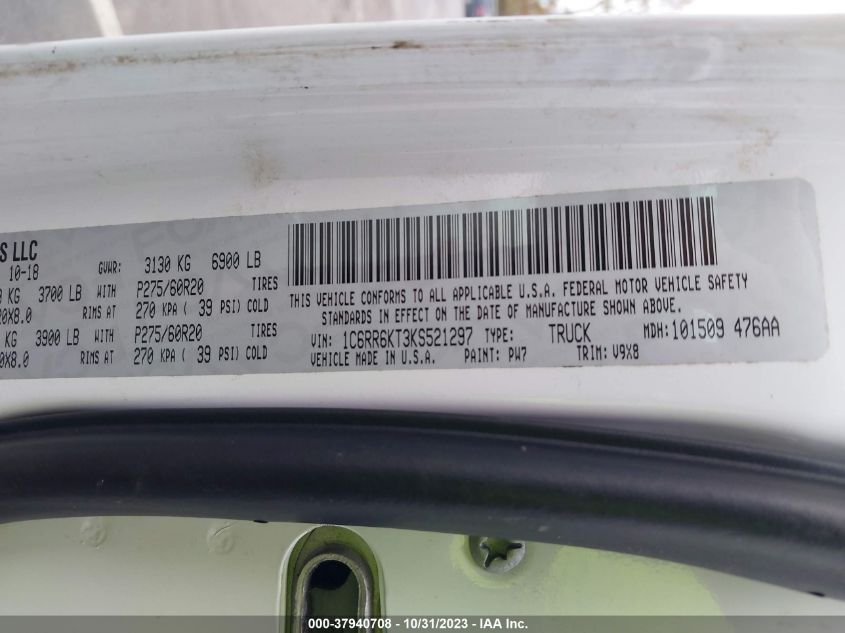 S LLC
10-18 GVWR: 3130 KG 6900 LB
KG 3700 LB WITH P275/60R20 TIRES
0X8.0 RIMS AT 270 KPA ( 39 PSI) COLD
KG 3900 LB WITH P275/60R20 TIRES
0X8.0 RIMS AT 270 KPA ( 39 PSI) COLD
THIS VEHICLE CONFORMS TO ALL APPLICABLE U.S.A. FEDERAL MOTOR VEHICLE SAFETY
STANDARDS IN EFFECT ON THE DATE OF MANUFACTURE SHOWN ABOVE.
VIN: 1C6RR6KT3KS521297 TYPE: TRUCK MDH: 101509 476AA
VEHICLE MADE IN U.S.A. PAINT: PW7 TRIM: V9X8
000-37940708 - 10/31/2023 - IAA Inc.